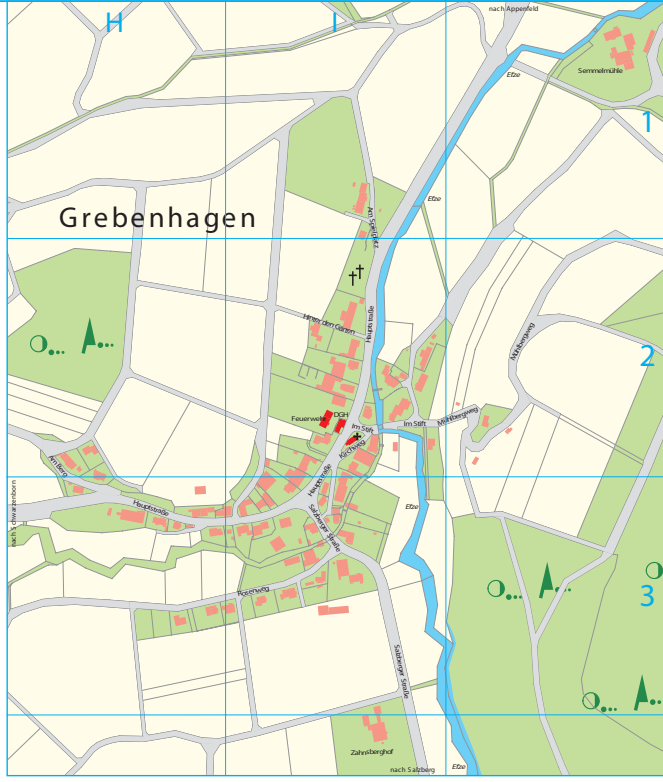 nach Appenfeld
H
I
Efze
Semmelmühle
1
Efze
Am Spielplatz
Grebenhagen
Hinter den Gärten
Hauptstraße
Mühlbergweg
2
Feuerwehr
DGH
Im Stift
Im Stift
Mühlbergweg
Kirchweg
Am Berg
Hauptstraße
nach Schwarzenborn
Hauptstraße
Efze
Salzberger Straße
Rosenweg
3
Salzberger Straße
Zahnsberghof
nach Salzberg
Efze